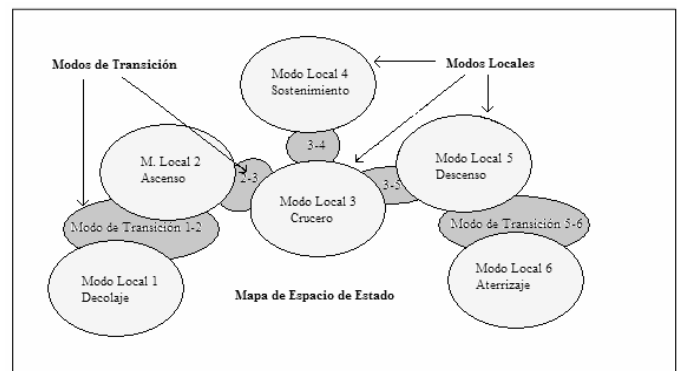 Modos de Transición
Modo Local 4
Sostenimiento
Modos Locales
3-4
M. Local 2
Ascenso
2-3
Modo Local 3
Crucero
3-5
Modo Local 5
Descenso
Modo de Transición 1-2
Modo de Transición 5-6
Modo Local 1
Decolaje
Mapa de Espacio de Estado
Modo Local 6
Aterrizaje